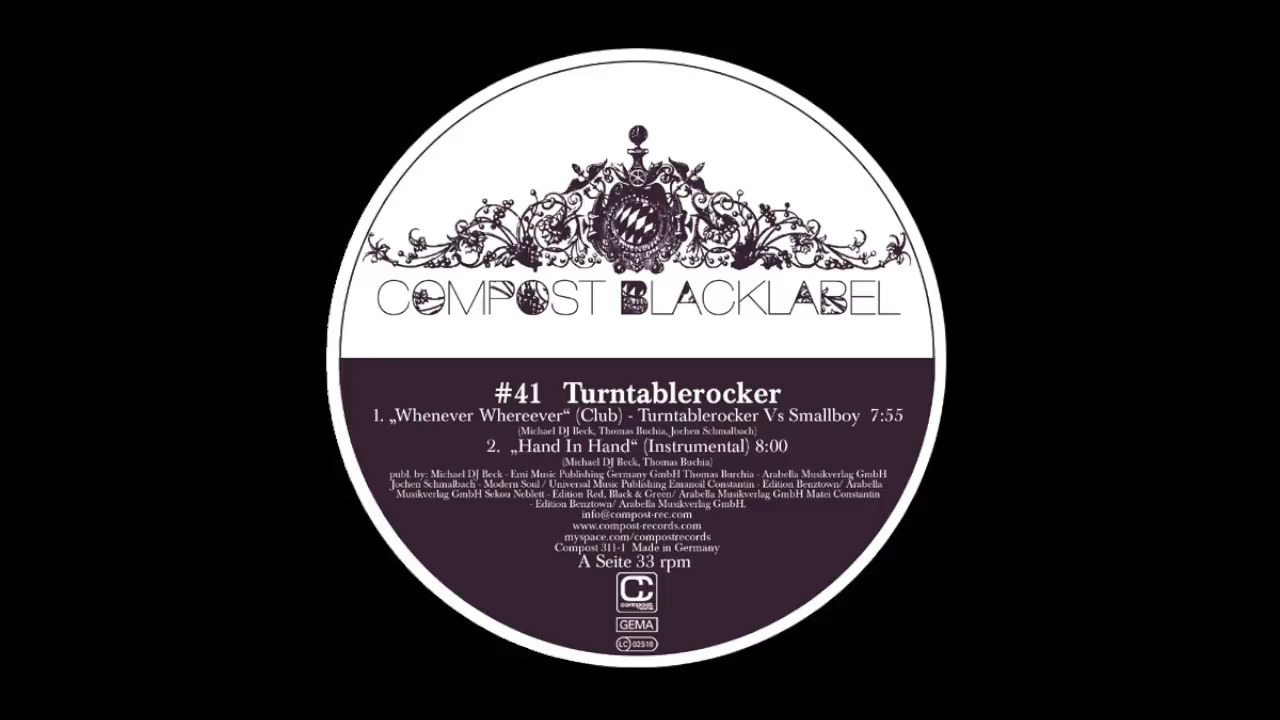 COMPOST BLACKLABEL
#41 Turntablerocker
1. „Whenever Whereever“ (Club) - Turntablerocker Vs Smallboy 7:55
(Michael DJ Beck, Thomas Buchia, Jochen Schmalbach)
2. „Hand In Hand“ (Instrumental) 8:00
(Michael DJ Beck, Thomas Buchia)
publ. by: Michael DJ Beck - Emi Music Publishing Germany GmbH Thomas Burchia - Arabella Musikverlag GmbH
Jochen Schmalbach - Modern Soul / Universal Music Publishing Emanoil Constantin - Edition Benztown/ Arabella
Musikverlag GmbH Sekou Neblett - Edition Red, Black & Green/ Arabella Musikverlag GmbH Matei Constantin
- Edition Benztown/ Arabella Musikverlag GmbH.
info@compost-rec.com
www.compost-records.com
myspace.com/compostrecords
Compost 311-1 Made in Germany
A Seite 33 rpm
compost
records
GEMA
LC 02518